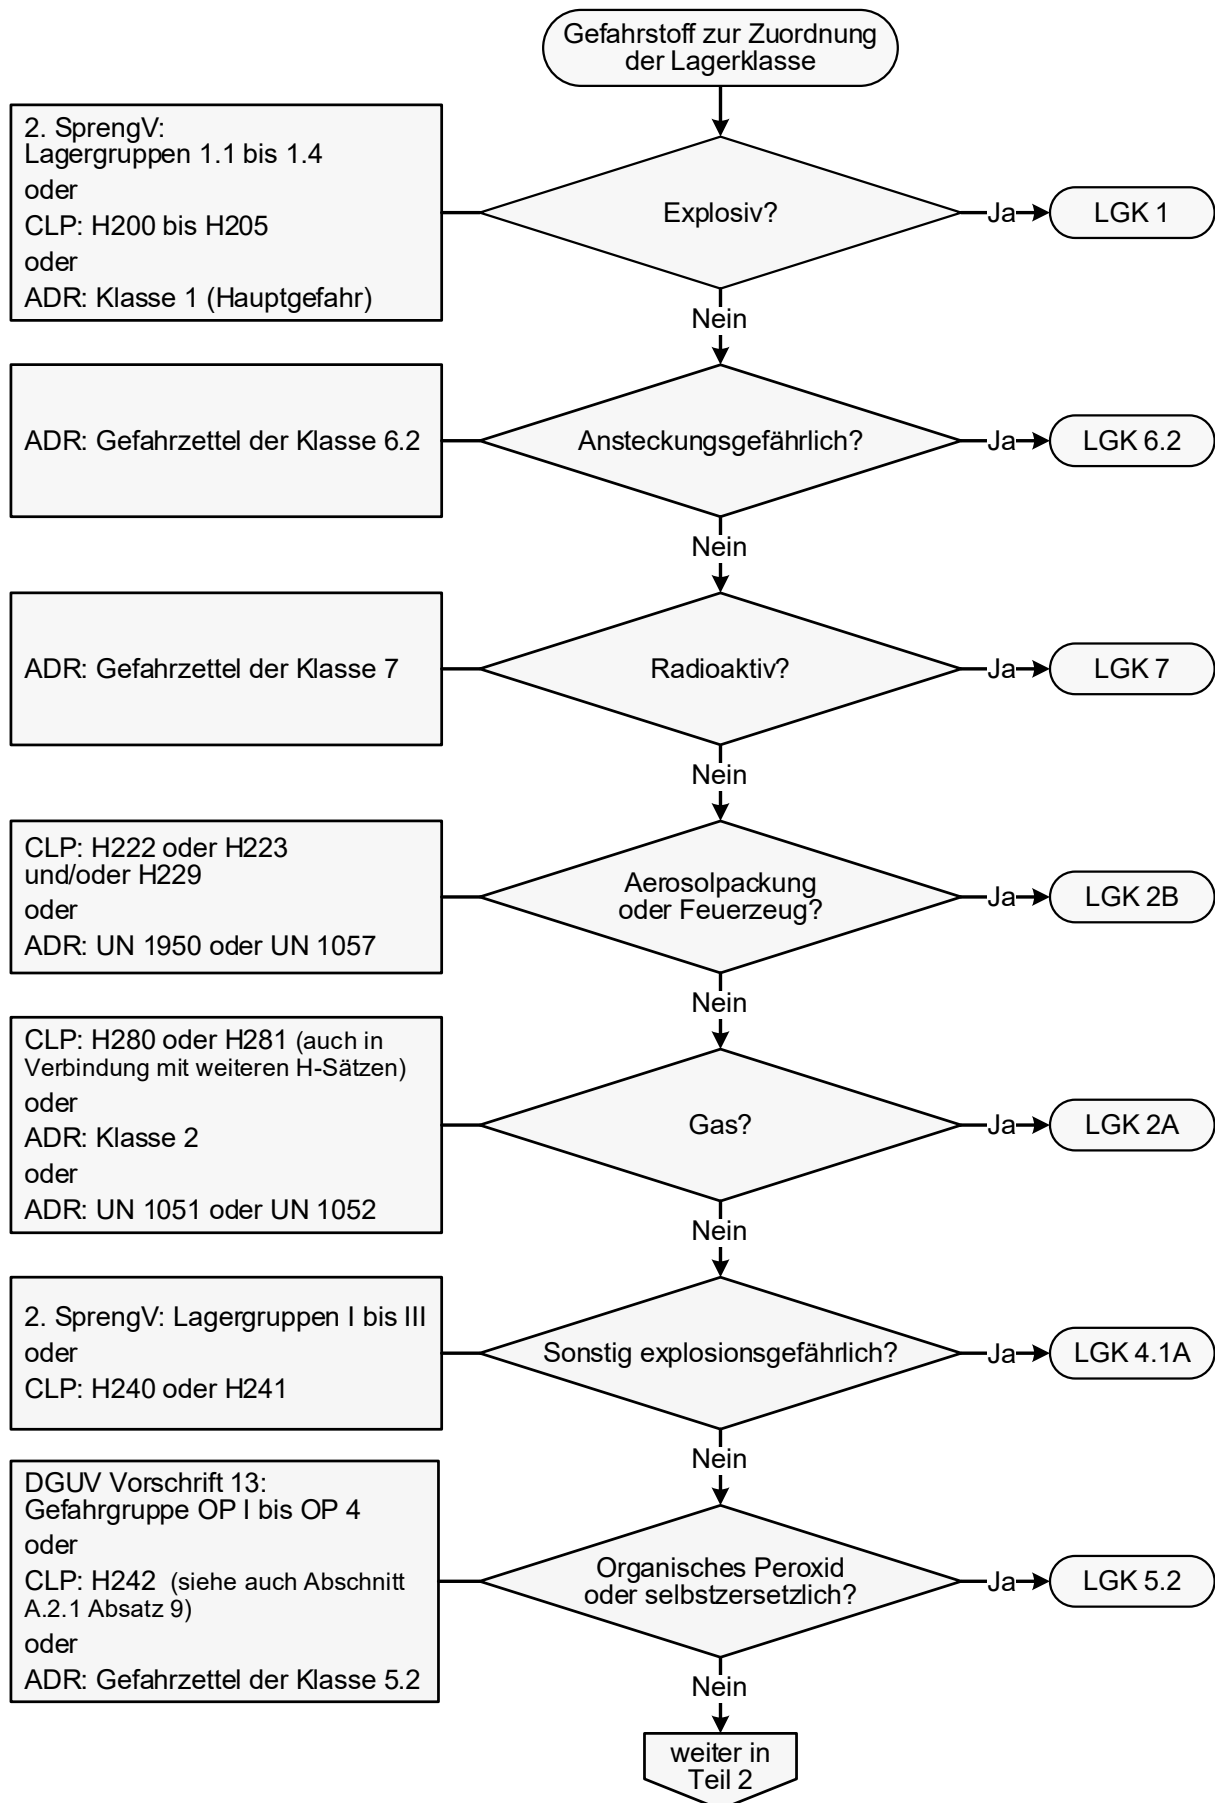 Gefahrstoff zur Zuordnung
der Lagerklasse
2. SprengV:
Lagergruppen 1.1 bis 1.4
oder
CLP: H200 bis H205
oder
ADR: Klasse 1 (Hauptgefahr)
Explosiv?
Ja
LGK 1
Nein
ADR: Gefahrzettel der Klasse 6.2
Ansteckungsgefährlich?
Ja
LGK 6.2
Nein
ADR: Gefahrzettel der Klasse 7
Radioaktiv?
Ja
LGK 7
Nein
CLP: H222 oder H223
und/oder H229
oder
ADR: UN 1950 oder UN 1057
Aerosolpackung
oder Feuerzeug?
Ja
LGK 2B
Nein
CLP: H280 oder H281 (auch in
Verbindung mit weiteren H-Sätzen)
oder
ADR: Klasse 2
oder
ADR: UN 1051 oder UN 1052
Gas?
Ja
LGK 2A
Nein
2. SprengV: Lagergruppen I bis III
oder
CLP: H240 oder H241
Sonstig explosionsgefährlich?
Ja
LGK 4.1A
Nein
DGUV Vorschrift 13:
Gefahrgruppe OP I bis OP 4
oder
CLP: H242 (siehe auch Abschnitt
A.2.1 Absatz 9)
oder
ADR: Gefahrzettel der Klasse 5.2
Organisches Peroxid
oder selbstzersetzlich?
Ja
LGK 5.2
Nein
weiter in
Teil 2